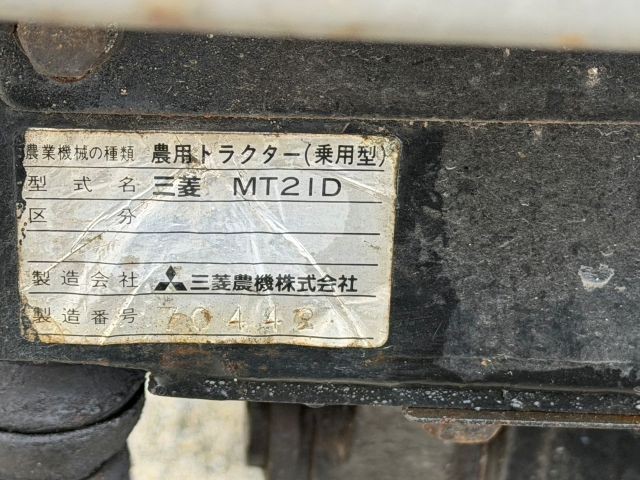 農業機械の種類 農用トラクター(乗用型)
型式名 三菱 MT21D
区分
製造会社 三菱農機株式会社
製造番号 70442